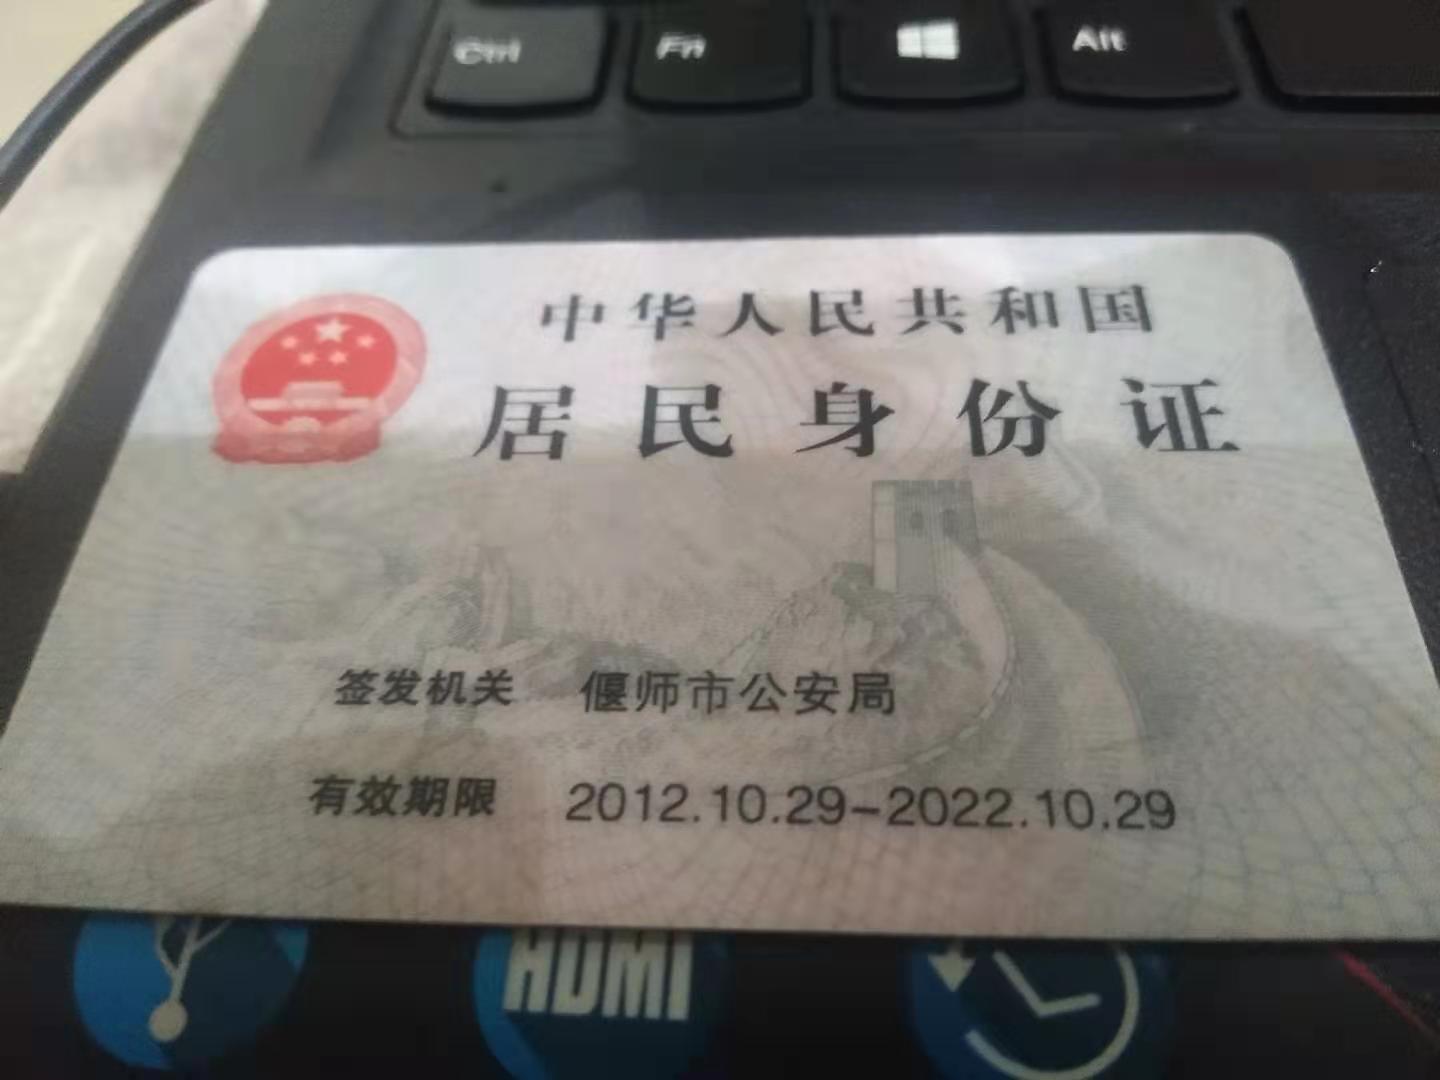 Ctrl Fn Alt
中华人民共和国
居民身份证
签发机关 偃师市公安局
有效期限 2012.10.29-2022.10.29
HDMI